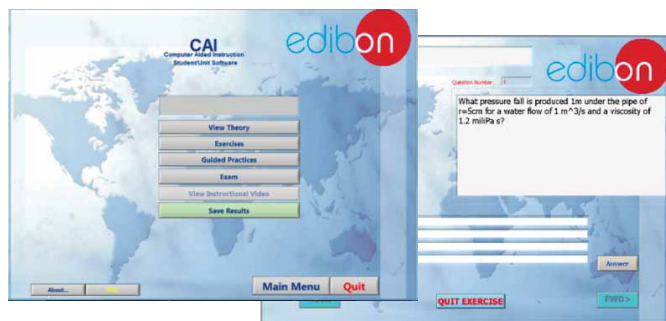 CAI
Computer Aided Instruction
Student/Unit Software
edibon
View Theory
Exercises
Guided Practices
Exam
View Instructional Video
Save Results
About...
Main Menu
Quit
edibon
Question Number:
What pressure fall is produced 1m under the pipe of
r=5cm for a water flow of 1 m^3/s and a viscosity of
1.2 miliPa s?
Answer
QUIT EXERCISE
FWD>